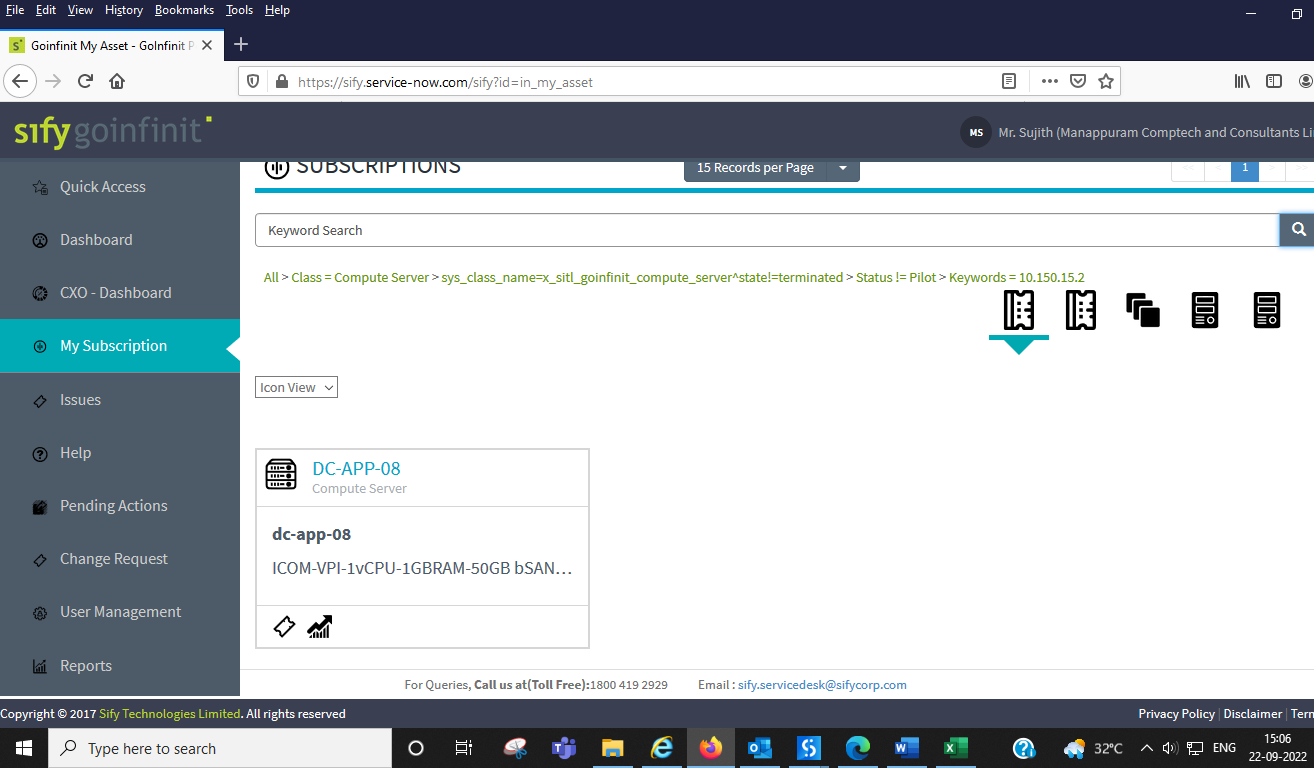 File Edit View History Bookmarks Tools Help
Goinfinit My Asset - GoInfinit P
https://sify.service-now.com/sify?id=in_my_asset
sify goinfinit
MS Mr. Sujith (Manappuram Comptech and Consultants Li
SUBSCRIPTIONS 15 Records per Page 1
Quick Access
Dashboard
CXO - Dashboard
My Subscription
Issues
Help
Pending Actions
Change Request
User Management
Reports
Keyword Search
All > Class = Compute Server > sys_class_name=x_sitl_goinfinit_compute_server^state!=terminated > Status != Pilot > Keywords = 10.150.15.2
Icon View
DC-APP-08
Compute Server
dc-app-08
ICOM-VPI-1vCPU-1GBRAM-50GB bSAN...
For Queries, Call us at(Toll Free):1800 419 2929 Email : sify.servicedesk@sifycorp.com
Copyright © 2017 Sify Technologies Limited. All rights reserved Privacy Policy | Disclaimer | Tern
Type here to search 32°C ENG 15:06
22-09-2022